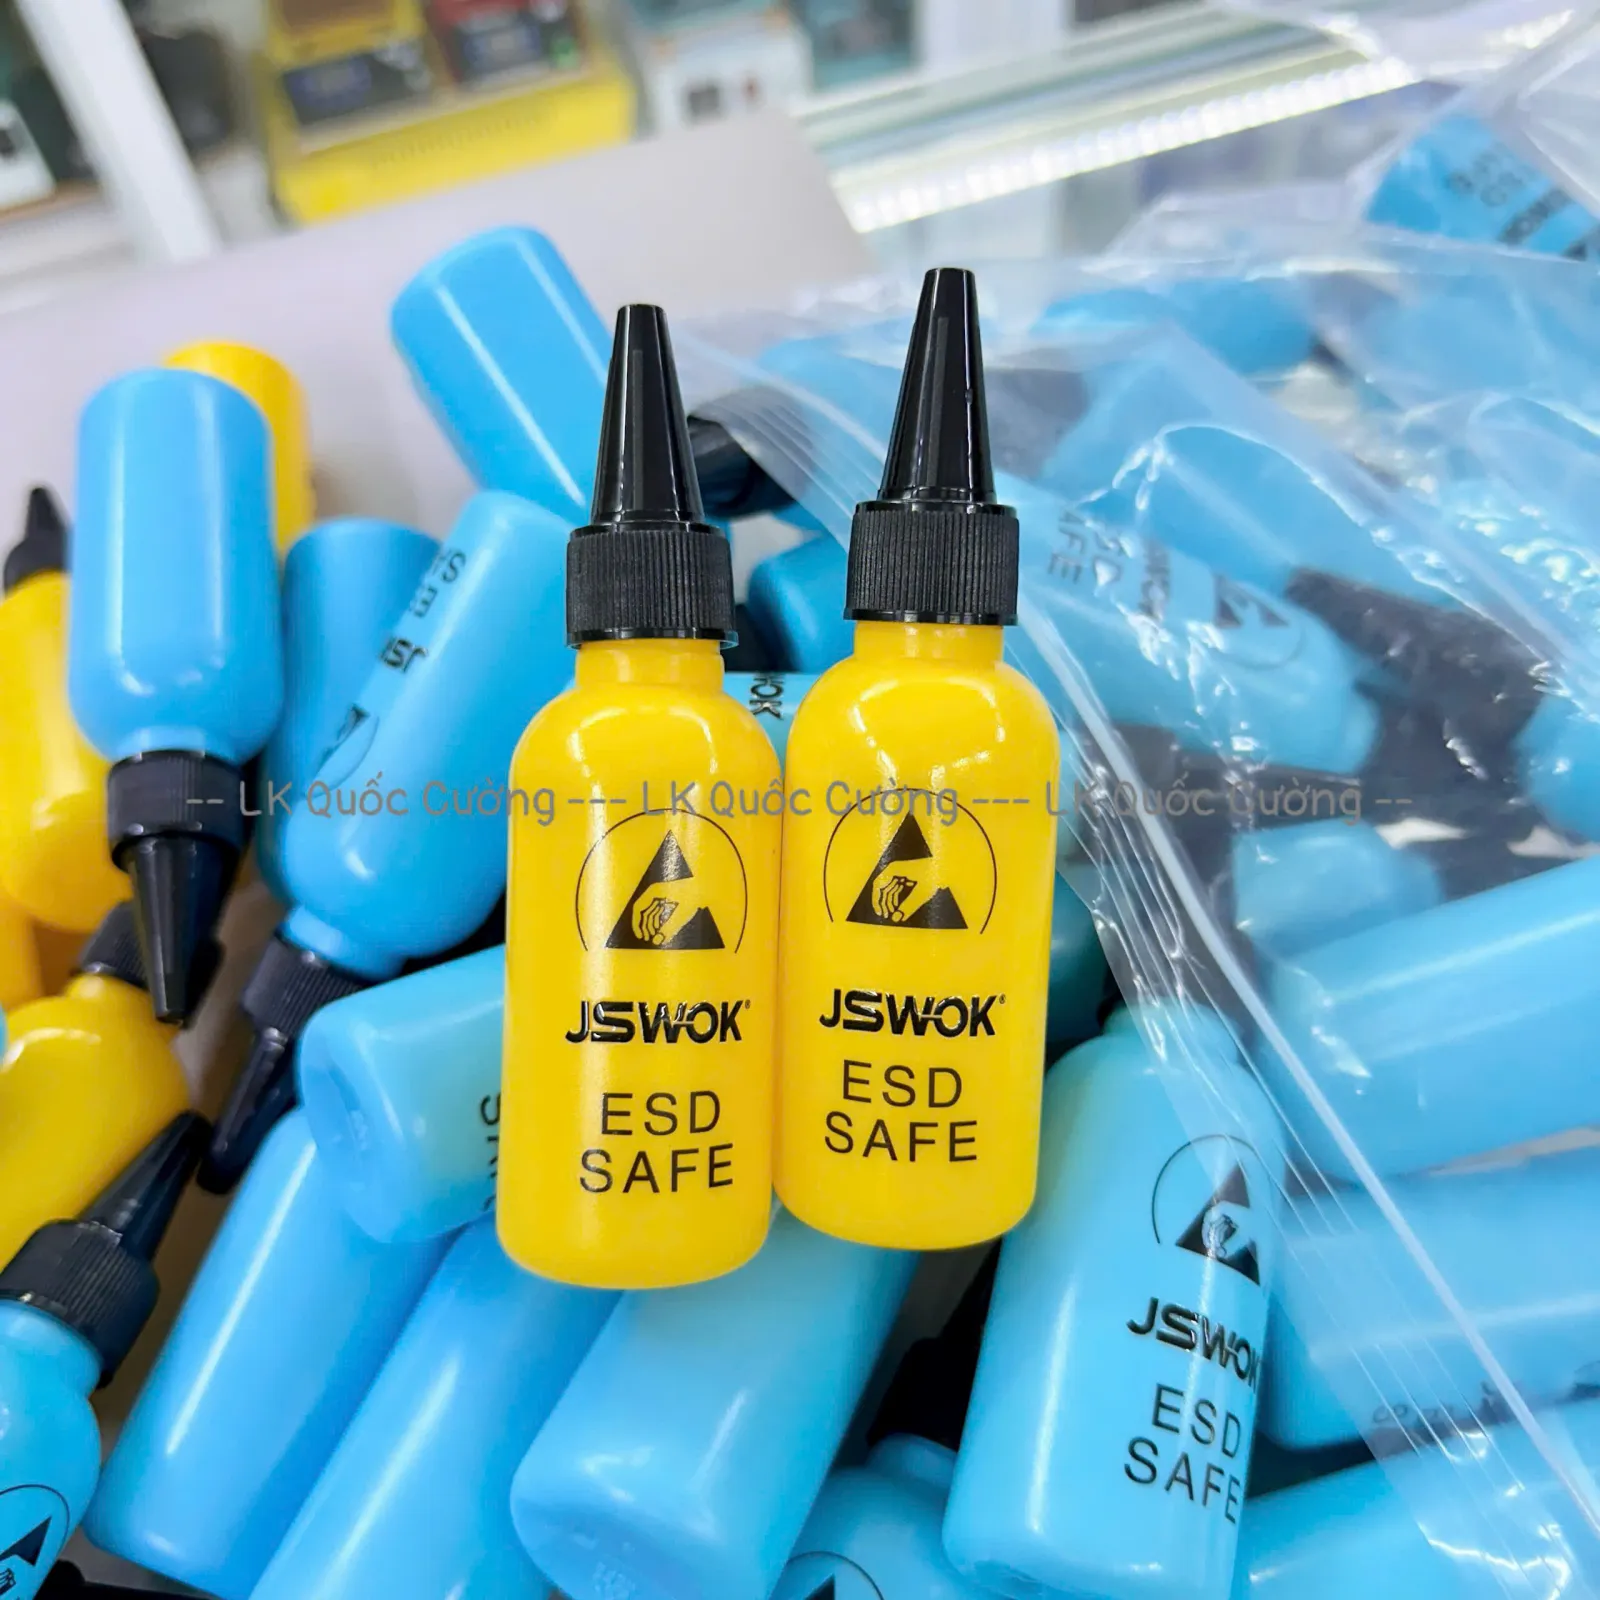 -- LK Quốc Cường --- LK Quốc Cường --- LK Quốc Cường --
JSWOK®
ESD
SAFE
JSWOK®
ESD
SAFE
JSWOK
ESD
SAFE